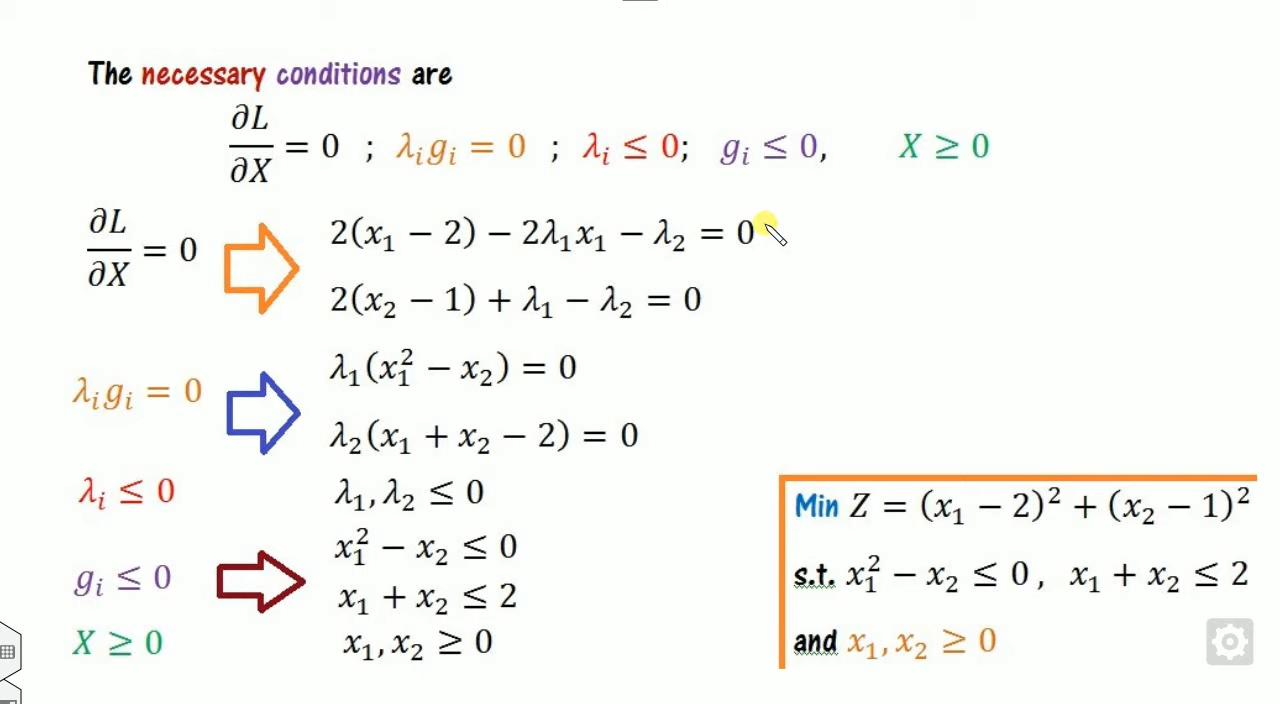 The necessary conditions are
∂L/∂X = 0 ; λᵢgᵢ = 0 ; λᵢ ≤ 0; gᵢ ≤ 0, X ≥ 0
∂L/∂X = 0
2(x₁ − 2) − 2λ₁x₁ − λ₂ = 0
2(x₂ − 1) + λ₁ − λ₂ = 0
λᵢgᵢ = 0
λ₁(x₁² − x₂) = 0
λ₂(x₁ + x₂ − 2) = 0
λᵢ ≤ 0
λ₁, λ₂ ≤ 0
gᵢ ≤ 0
x₁² − x₂ ≤ 0
x₁ + x₂ ≤ 2
X ≥ 0
x₁, x₂ ≥ 0
Min Z = (x₁ − 2)² + (x₂ − 1)²
s.t. x₁² − x₂ ≤ 0 , x₁ + x₂ ≤ 2
and x₁, x₂ ≥ 0